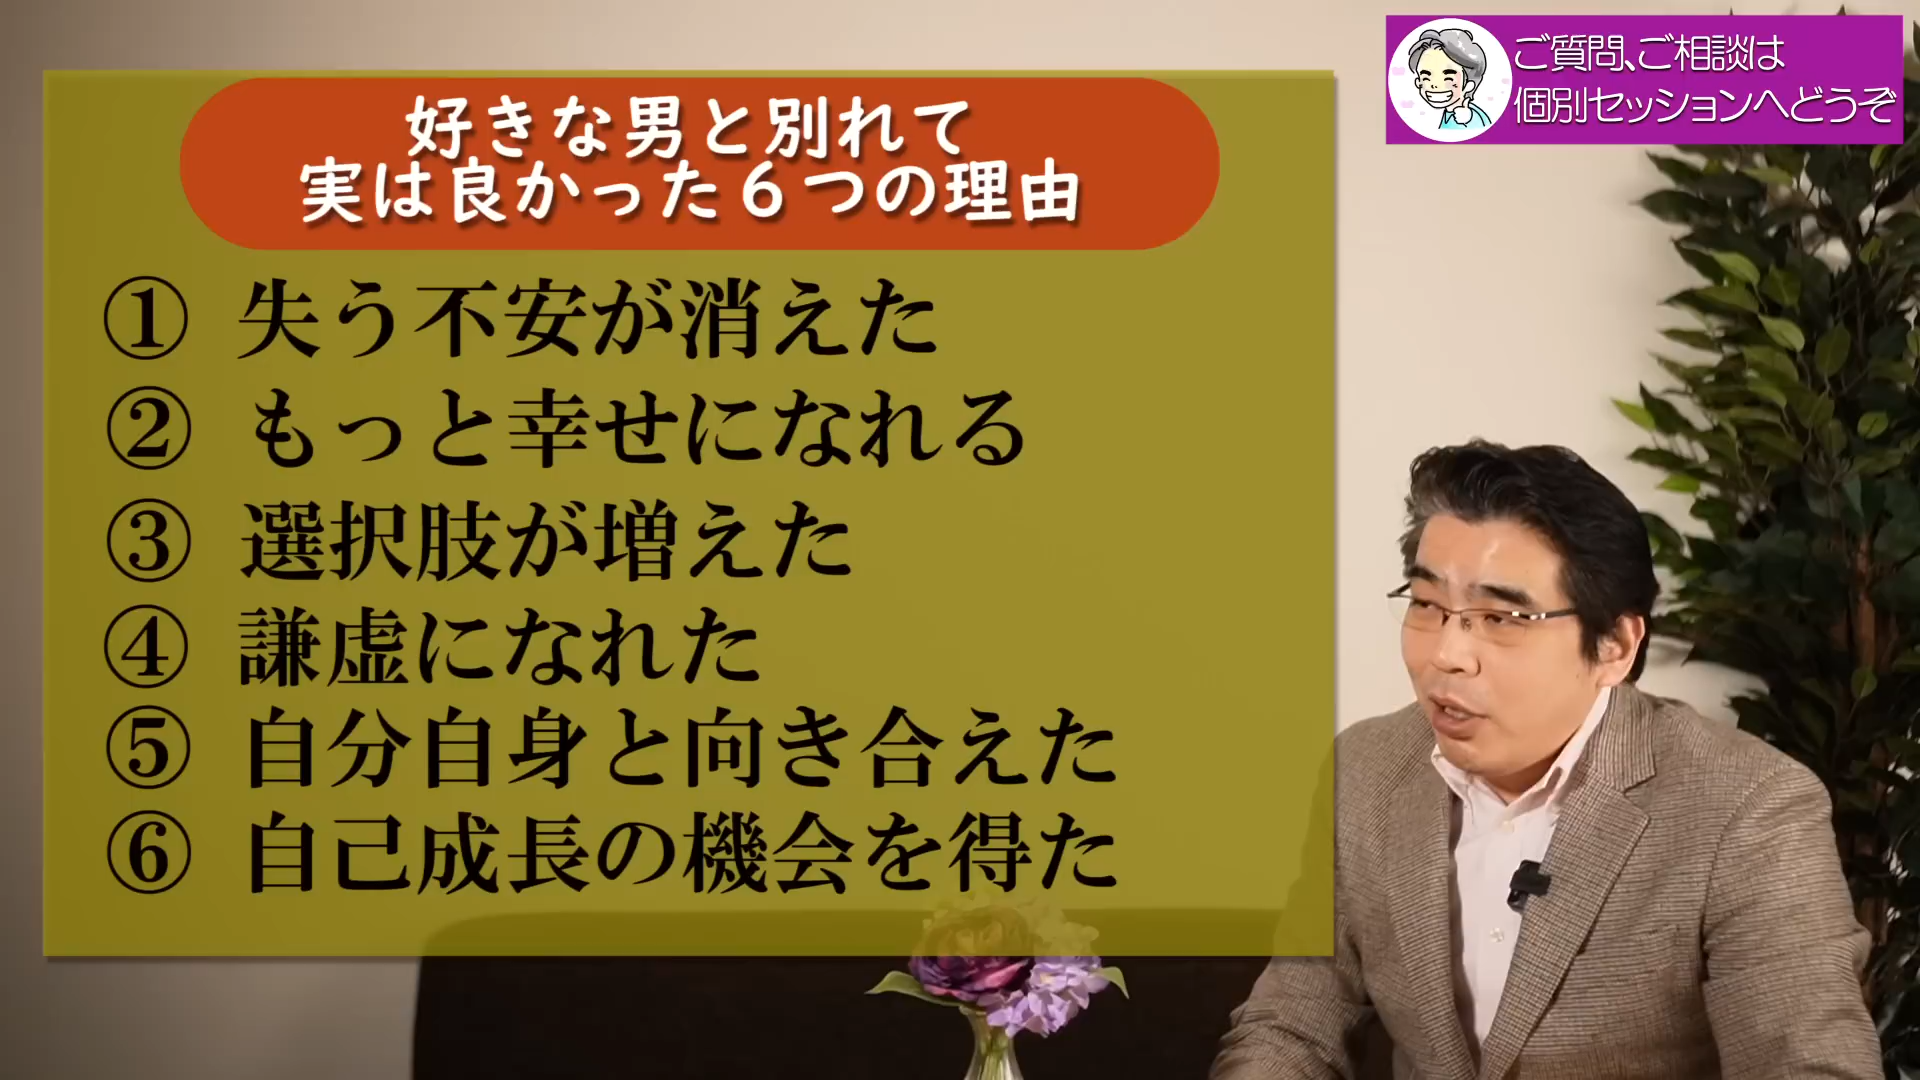 ご質問、ご相談は
個別セッションへどうぞ
好きな男と別れて
実は良かった6つの理由
① 失う不安が消えた
② もっと幸せになれる
③ 選択肢が増えた
④ 謙虚になれた
⑤ 自分自身と向き合えた
⑥ 自己成長の機会を得た